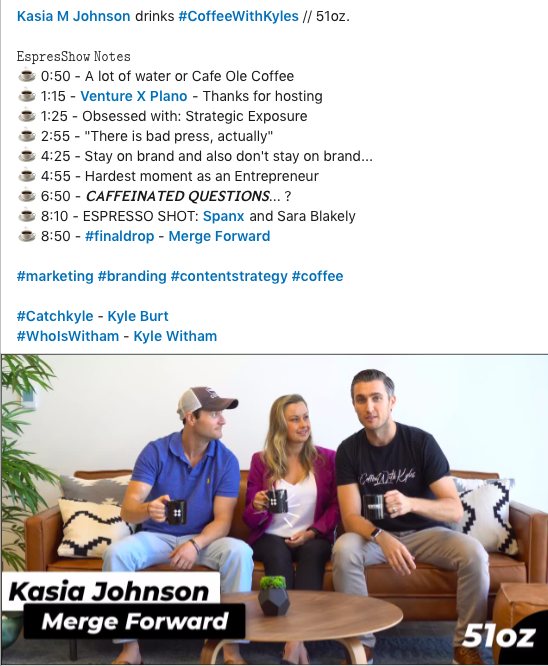 Kasia M Johnson drinks #CoffeeWithKyles // 51oz.
EspresShow Notes
☕ 0:50 - A lot of water or Cafe Ole Coffee
☕ 1:15 - Venture X Plano - Thanks for hosting
☕ 1:25 - Obsessed with: Strategic Exposure
☕ 2:55 - "There is bad press, actually"
☕ 4:25 - Stay on brand and also don't stay on brand...
☕ 4:55 - Hardest moment as an Entrepreneur
☕ 6:50 - CAFFEINATED QUESTIONS... ?
☕ 8:10 - ESPRESSO SHOT: Spanx and Sara Blakely
☕ 8:50 - #finaldrop - Merge Forward
#marketing #branding #contentstrategy #coffee
#Catchkyle - Kyle Burt
#WhoIsWitham - Kyle Witham
Coffee With Kyles
Kasia Johnson
Merge Forward
51oz